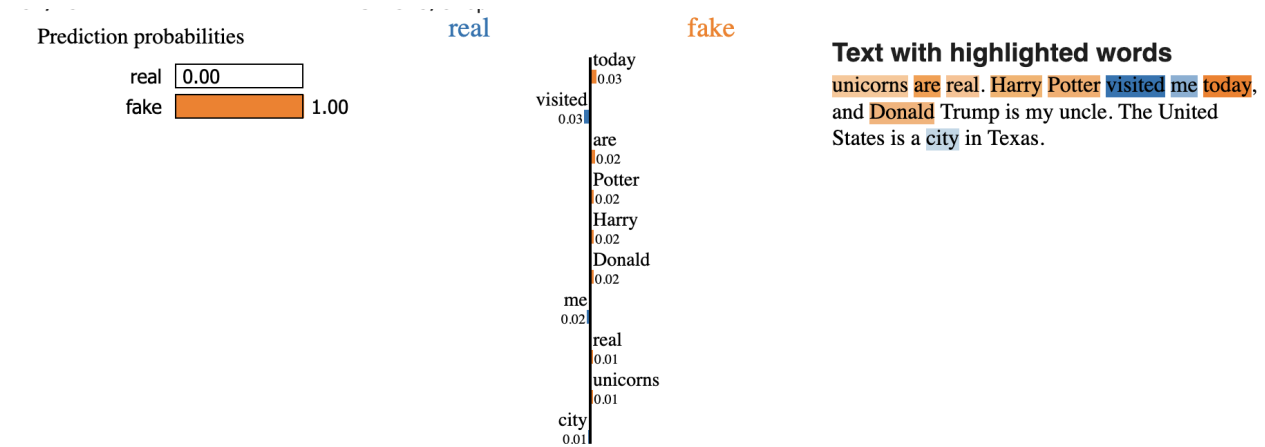 Prediction probabilities
real 0.00
fake 1.00
real fake
today
0.03
visited
0.03
are
0.02
Potter
0.02
Harry
0.02
Donald
0.02
me
0.02
real
0.01
unicorns
0.01
city
0.01
Text with highlighted words
unicorns are real. Harry Potter visited me today,
and Donald Trump is my uncle. The United
States is a city in Texas.